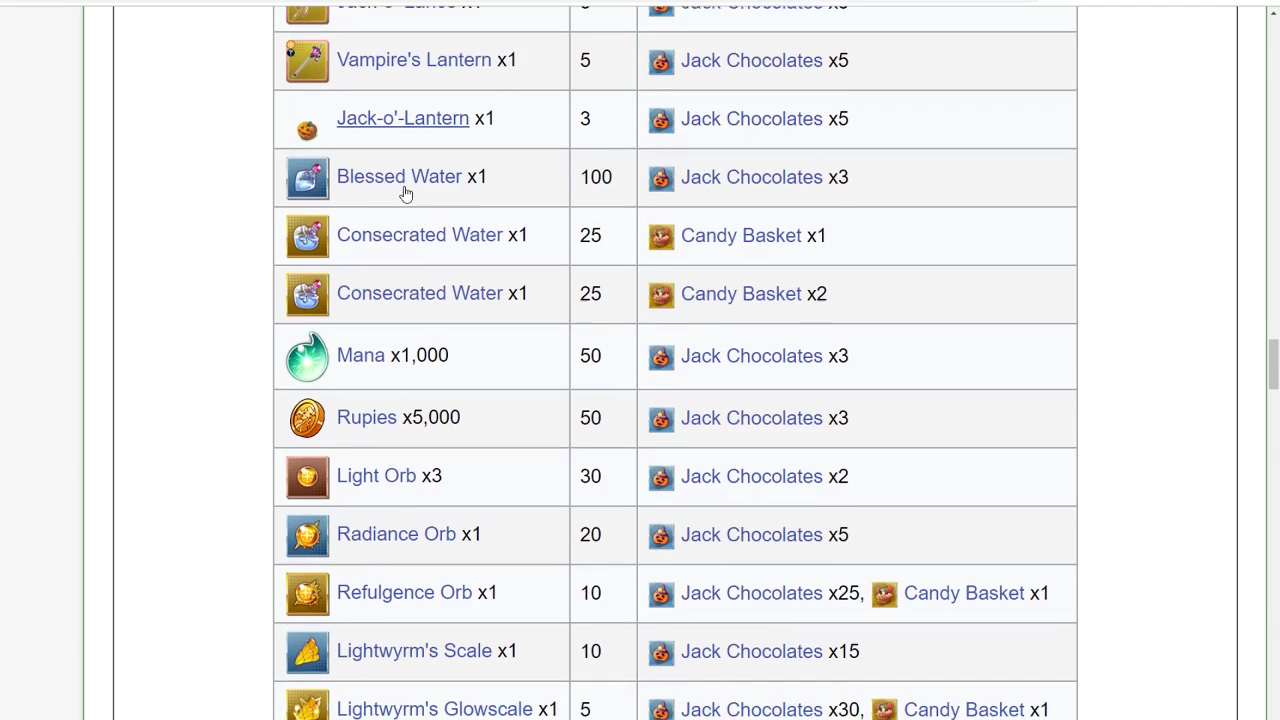 Vampire's Lantern x1 5 Jack Chocolates x5
Jack-o'-Lantern x1 3 Jack Chocolates x5
Blessed Water x1 100 Jack Chocolates x3
Consecrated Water x1 25 Candy Basket x1
Consecrated Water x1 25 Candy Basket x2
Mana x1,000 50 Jack Chocolates x3
Rupies x5,000 50 Jack Chocolates x3
Light Orb x3 30 Jack Chocolates x2
Radiance Orb x1 20 Jack Chocolates x5
Refulgence Orb x1 10 Jack Chocolates x25, Candy Basket x1
Lightwyrm's Scale x1 10 Jack Chocolates x15
Lightwyrm's Glowscale x1 5 Jack Chocolates x30, Candy Basket x1